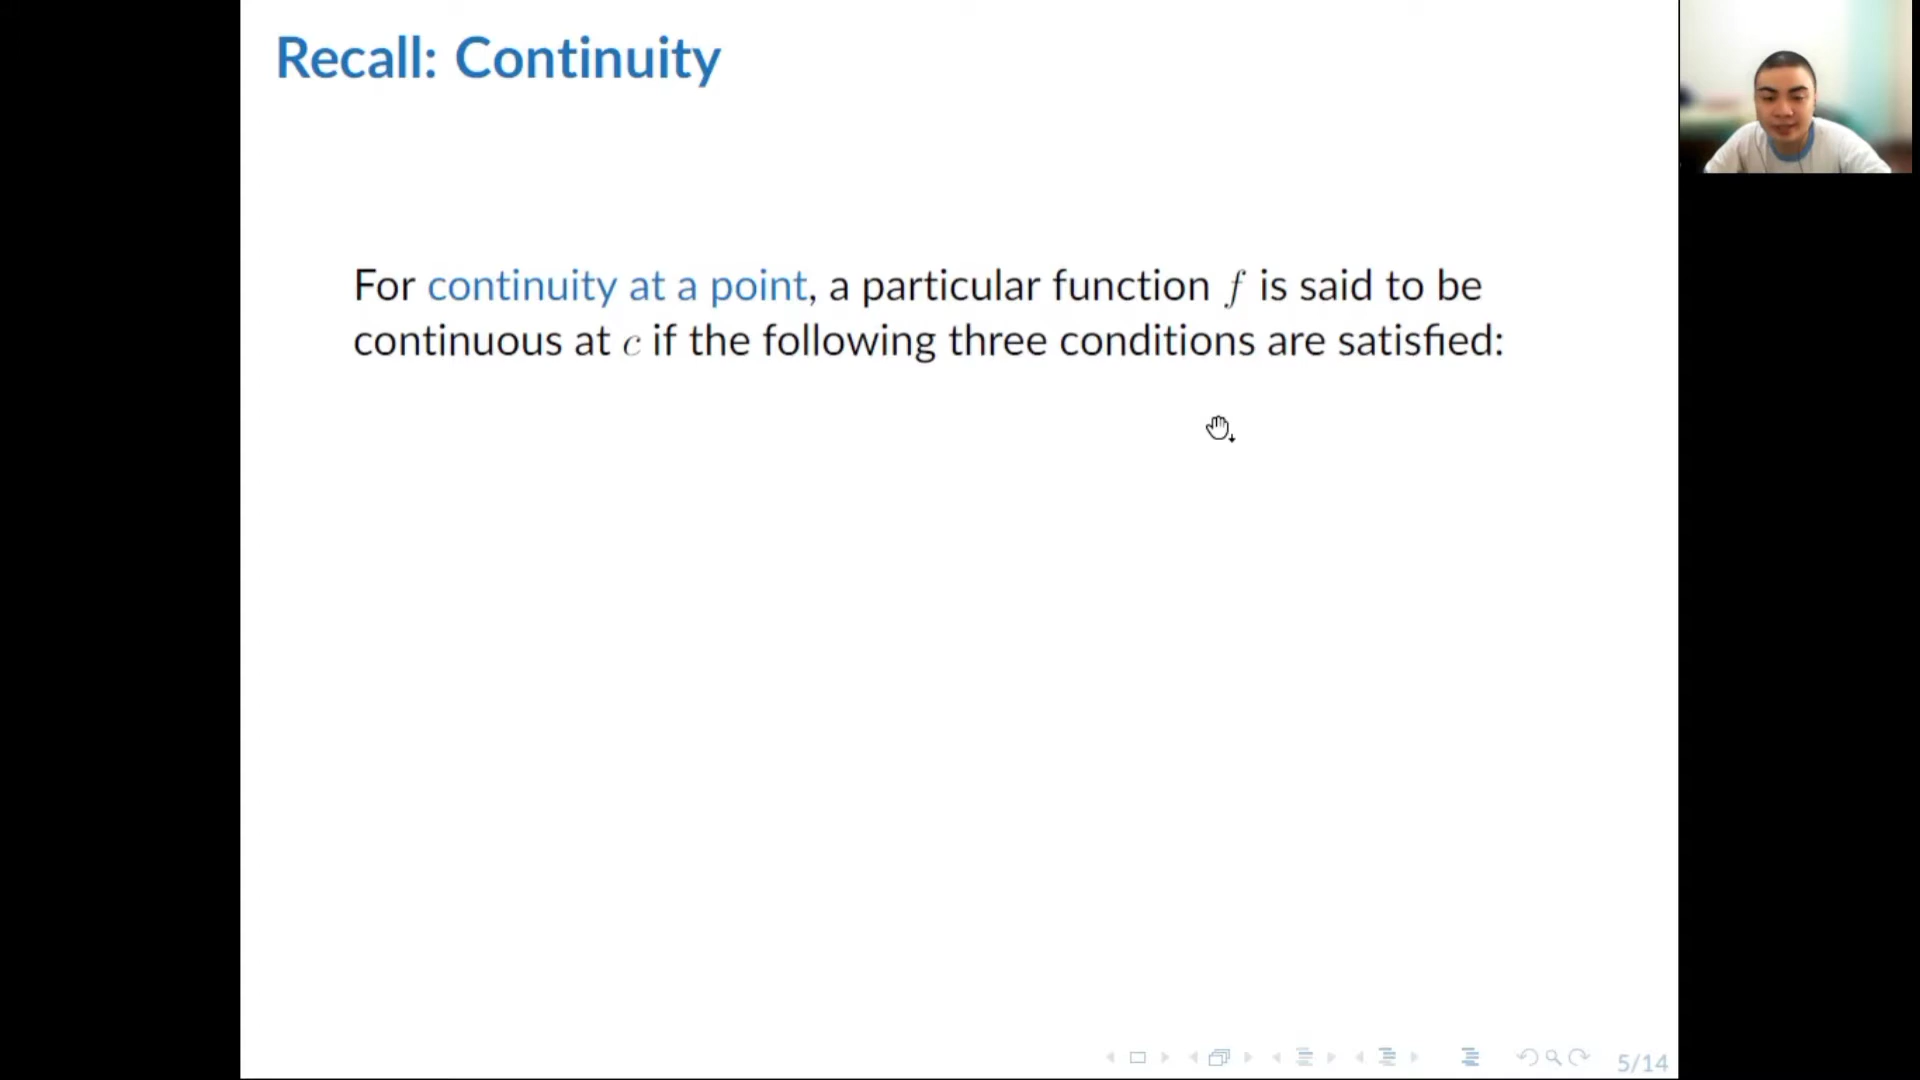 Recall: Continuity
For continuity at a point, a particular function f is said to be
continuous at c if the following three conditions are satisfied:
5/14